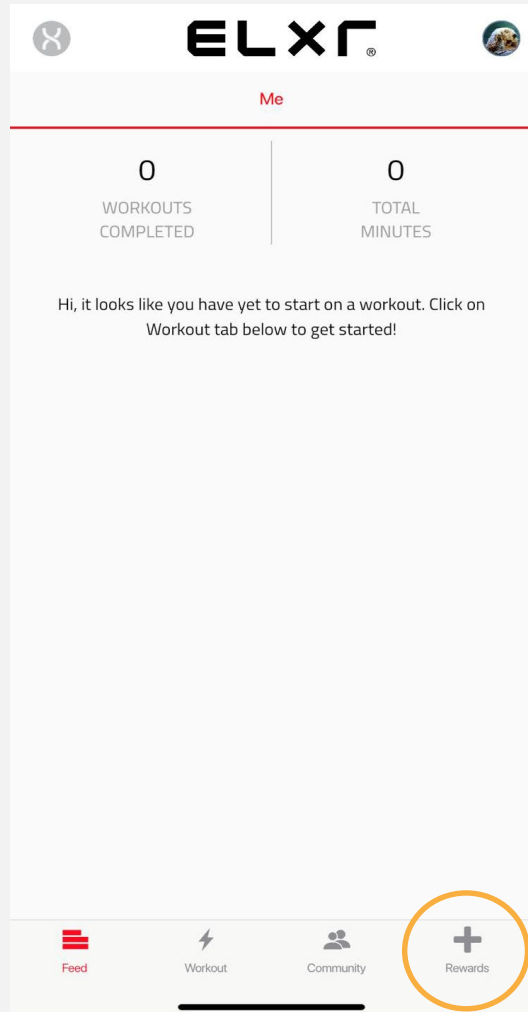 ELXr®
Me
0
WORKOUTS
COMPLETED
0
TOTAL
MINUTES
Hi, it looks like you have yet to start on a workout. Click on
Workout tab below to get started!
Feed
Workout
Community
Rewards